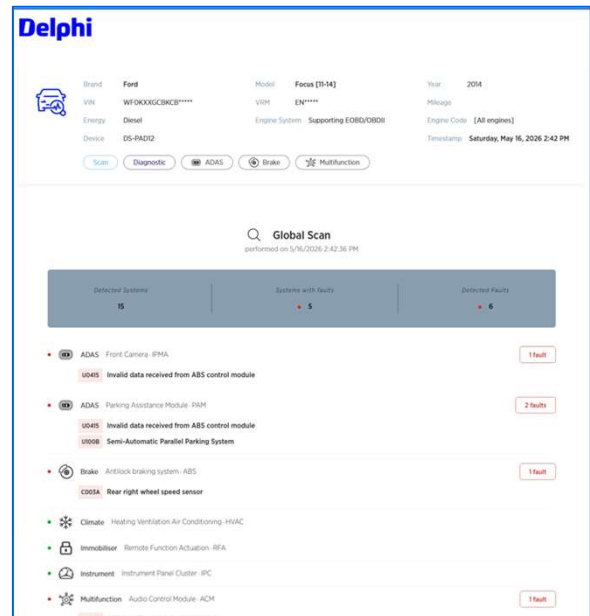 Delphi
Brand Ford Model Focus [11-14] Year 2014
VIN WF0KXXGCBKCB***** VRM EN***** Mileage
Energy Diesel Engine System Supporting EOBD/OBDII Engine Code [All engines]
Device DS-PAD12 Timestamp Saturday, May 16, 2026 2:42 PM
Scan Diagnostic ADAS Brake Multifunction
Global Scan
performed on 5/16/2026 2:42:36 PM
Detected Systems Systems with faults Detected Faults
15 5 6
ADAS Front Camera - IPMA 1 fault
U0415 Invalid data received from ABS control module
ADAS Parking Assistance Module - PAM 2 faults
U0415 Invalid data received from ABS control module
U100B Semi-Automatic Parallel Parking System
Brake Antilock braking system - ABS 1 fault
C003A Rear right wheel speed sensor
Climate Heating Ventilation Air Conditioning - HVAC
Immobiliser Remote Function Actuation - RFA
Instrument Instrument Panel Cluster - IPC
Multifunction Audio Control Module - ACM 1 fault